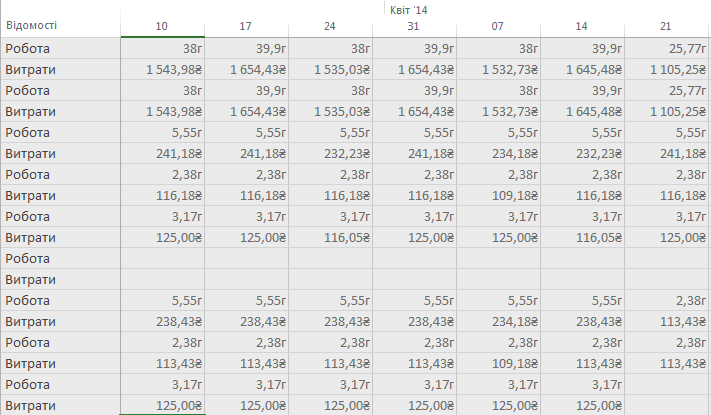 Квіт '14
Відомості 10 17 24 31 07 14 21
Робота 38г 39,9г 38г 39,9г 38г 39,9г 25,77г
Витрати 1 543,98₴ 1 654,43₴ 1 535,03₴ 1 654,43₴ 1 532,73₴ 1 645,48₴ 1 105,25₴
Робота 38г 39,9г 38г 39,9г 38г 39,9г 25,77г
Витрати 1 543,98₴ 1 654,43₴ 1 535,03₴ 1 654,43₴ 1 532,73₴ 1 645,48₴ 1 105,25₴
Робота 5,55г 5,55г 5,55г 5,55г 5,55г 5,55г 5,55г
Витрати 241,18₴ 241,18₴ 232,23₴ 241,18₴ 234,18₴ 232,23₴ 241,18₴
Робота 2,38г 2,38г 2,38г 2,38г 2,38г 2,38г 2,38г
Витрати 116,18₴ 116,18₴ 116,18₴ 116,18₴ 109,18₴ 116,18₴ 116,18₴
Робота 3,17г 3,17г 3,17г 3,17г 3,17г 3,17г 3,17г
Витрати 125,00₴ 125,00₴ 116,05₴ 125,00₴ 125,00₴ 116,05₴ 125,00₴
Робота
Витрати
Робота 5,55г 5,55г 5,55г 5,55г 5,55г 5,55г 2,38г
Витрати 238,43₴ 238,43₴ 238,43₴ 238,43₴ 234,18₴ 238,43₴ 113,43₴
Робота 2,38г 2,38г 2,38г 2,38г 2,38г 2,38г 2,38г
Витрати 113,43₴ 113,43₴ 113,43₴ 113,43₴ 109,18₴ 113,43₴ 113,43₴
Робота 3,17г 3,17г 3,17г 3,17г 3,17г 3,17г
Витрати 125,00₴ 125,00₴ 125,00₴ 125,00₴ 125,00₴ 125,00₴